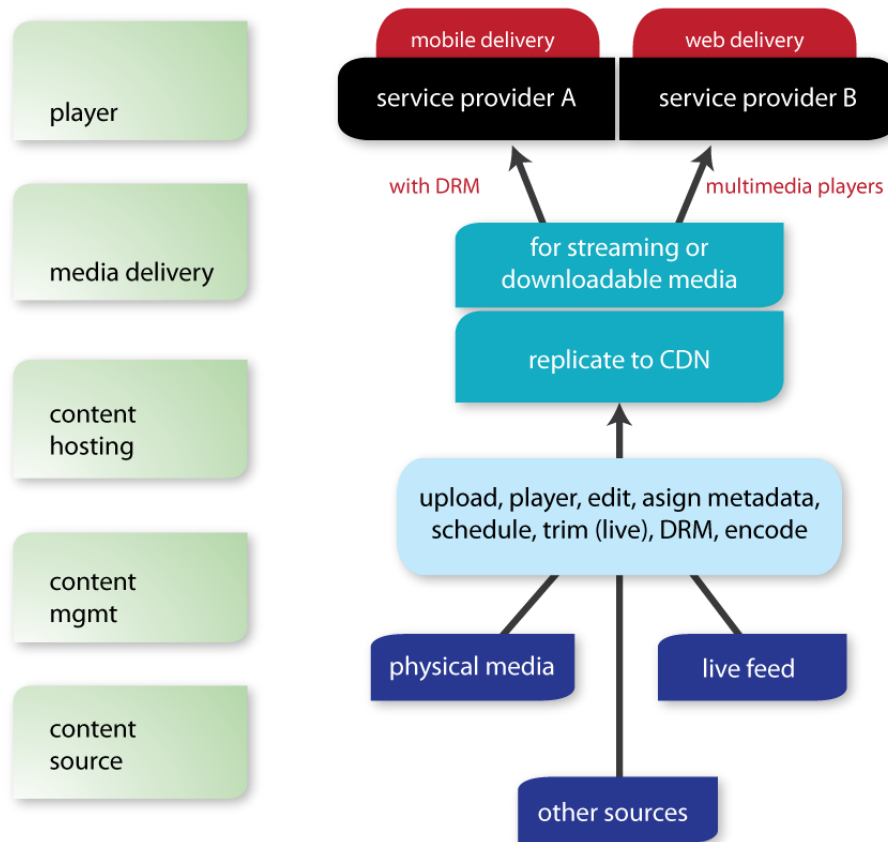 mobile delivery
web delivery
player
service provider A
service provider B
with DRM
multimedia players
media delivery
for streaming or
downloadable media
replicate to CDN
content
hosting
upload, player, edit, asign metadata,
schedule, trim (live), DRM, encode
content
mgmt
physical media
live feed
content
source
other sources